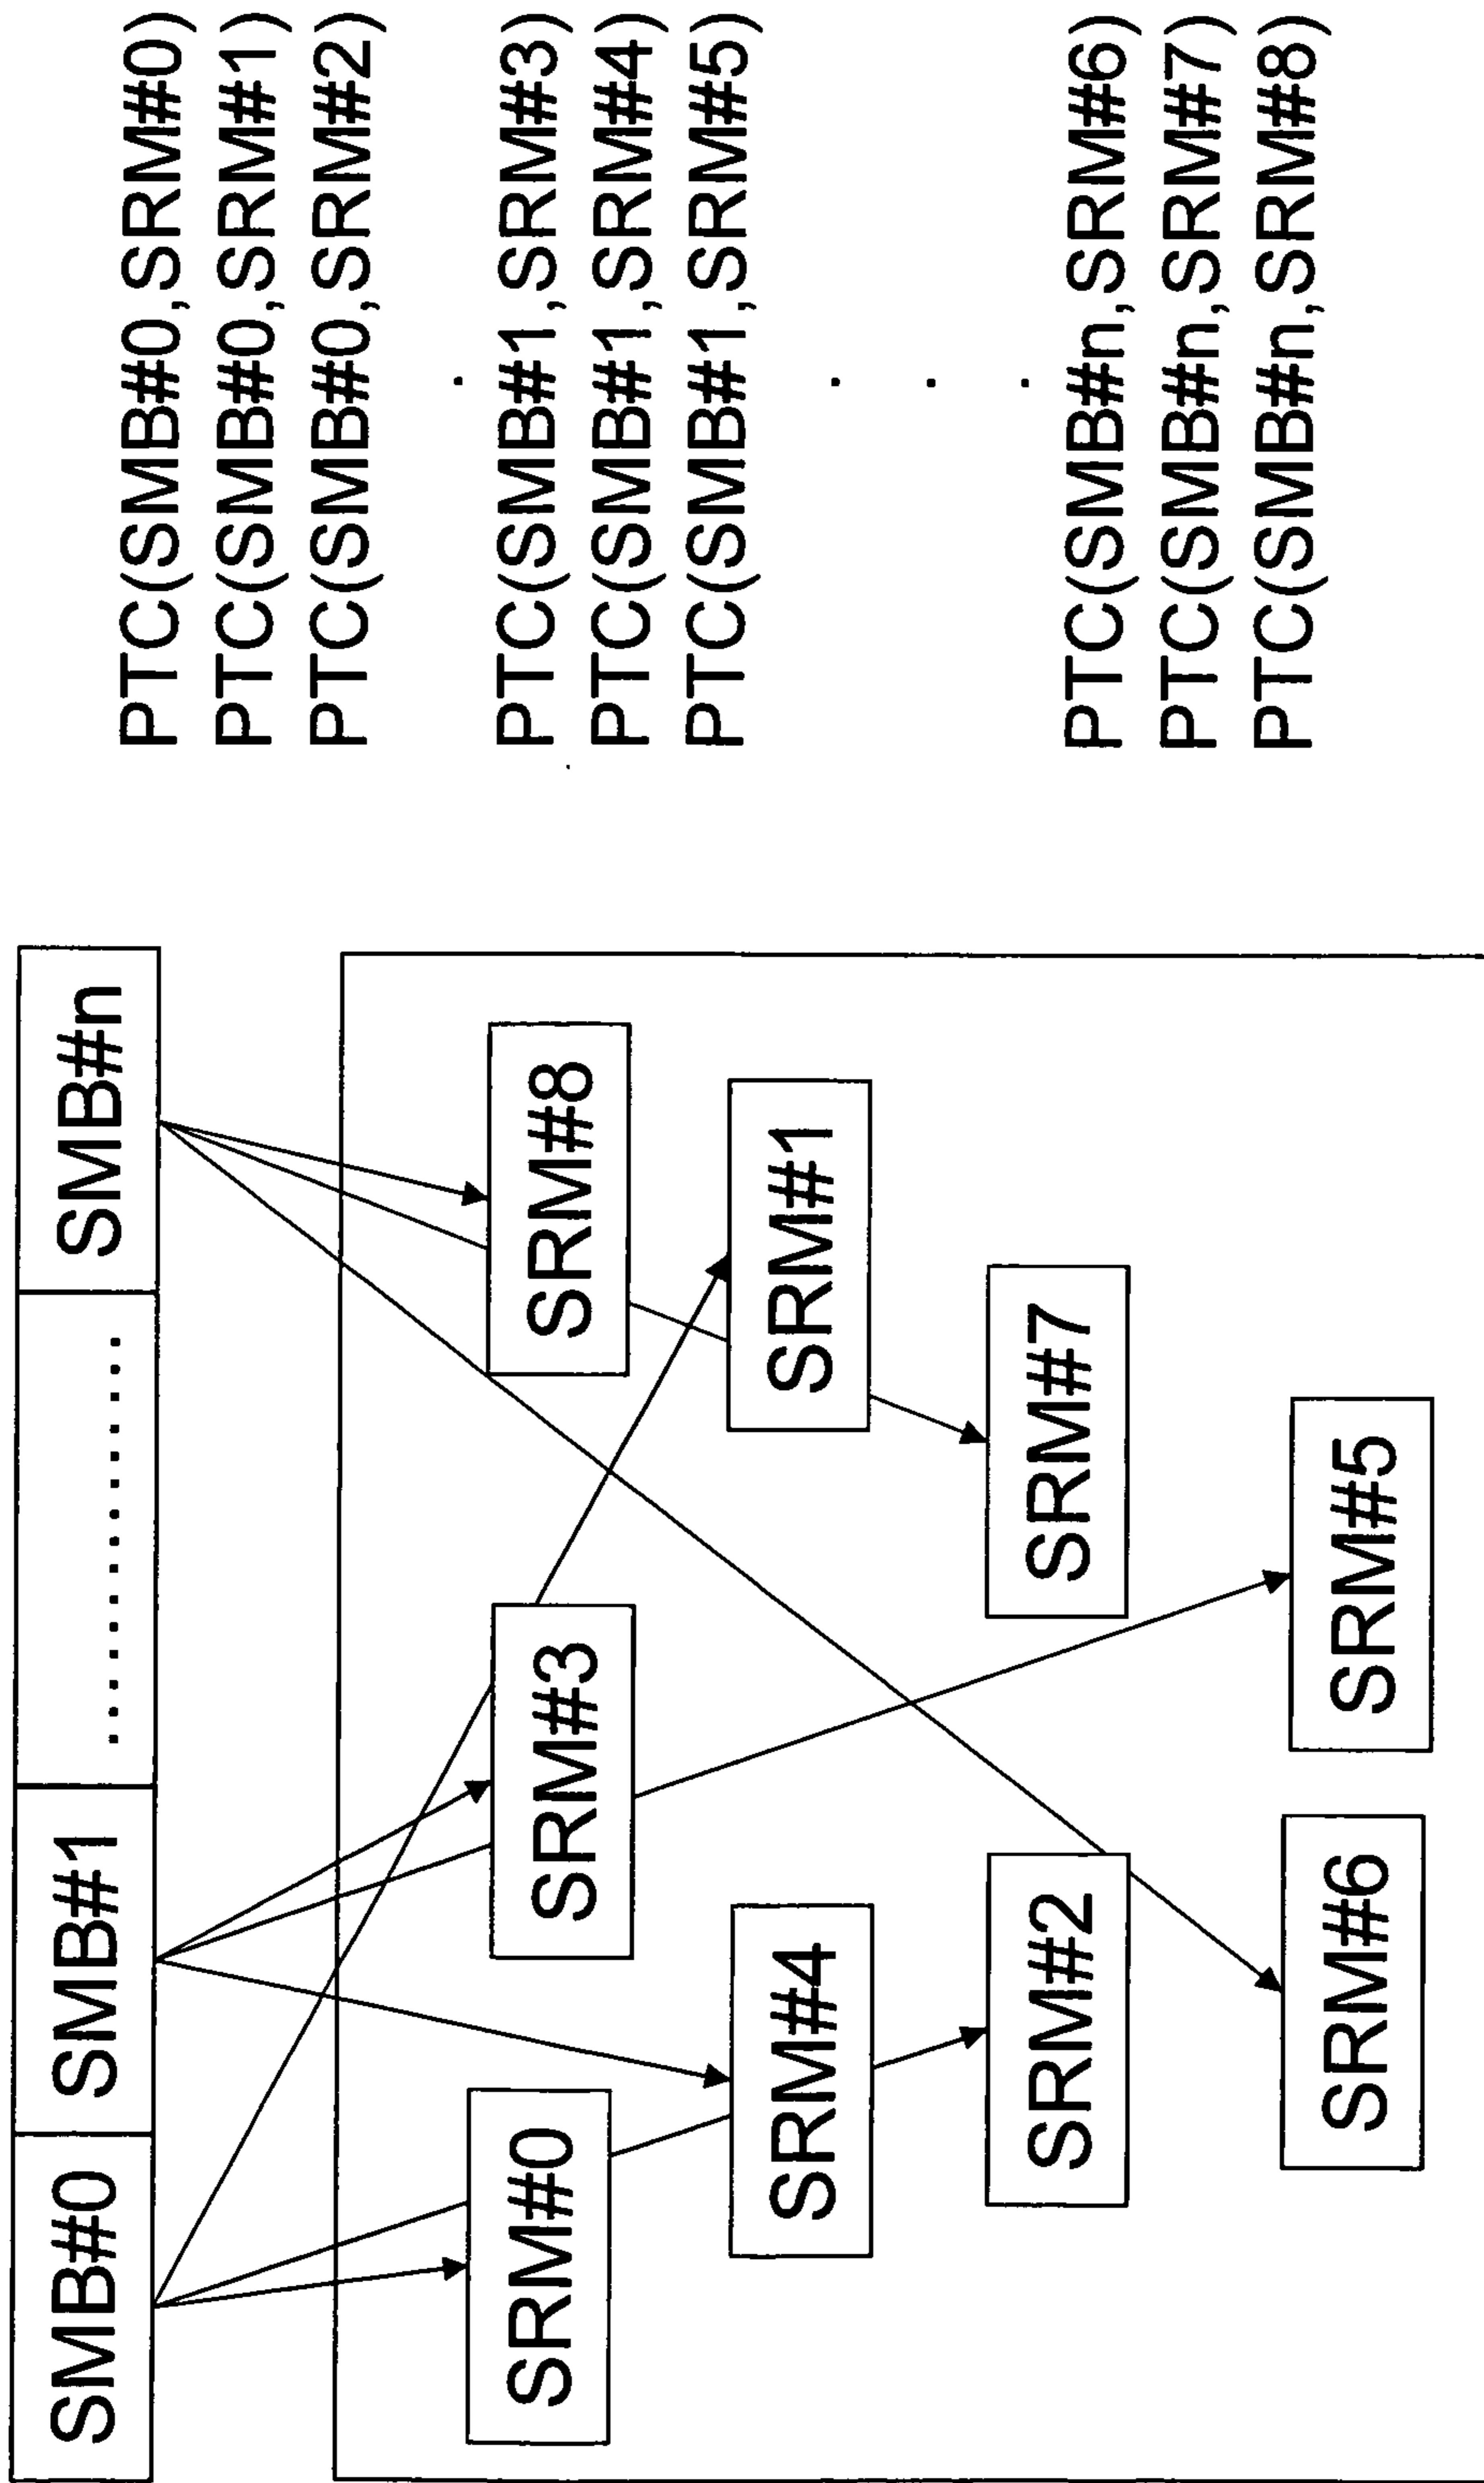 SMB#0 SMB#1 .............. SMB#n
SRM#0
SRM#3
SRM#8
SRM#4
SRM#1
SRM#2
SRM#7
SRM#6
SRM#5
PTC(SMB#0,SRM#0)
PTC(SMB#0,SRM#1)
PTC(SMB#0,SRM#2)
.
PTC(SMB#1,SRM#3)
PTC(SMB#1,SRM#4)
PTC(SMB#1,SRM#5)
.
.
.
PTC(SMB#n,SRM#6)
PTC(SMB#n,SRM#7)
PTC(SMB#n,SRM#8)